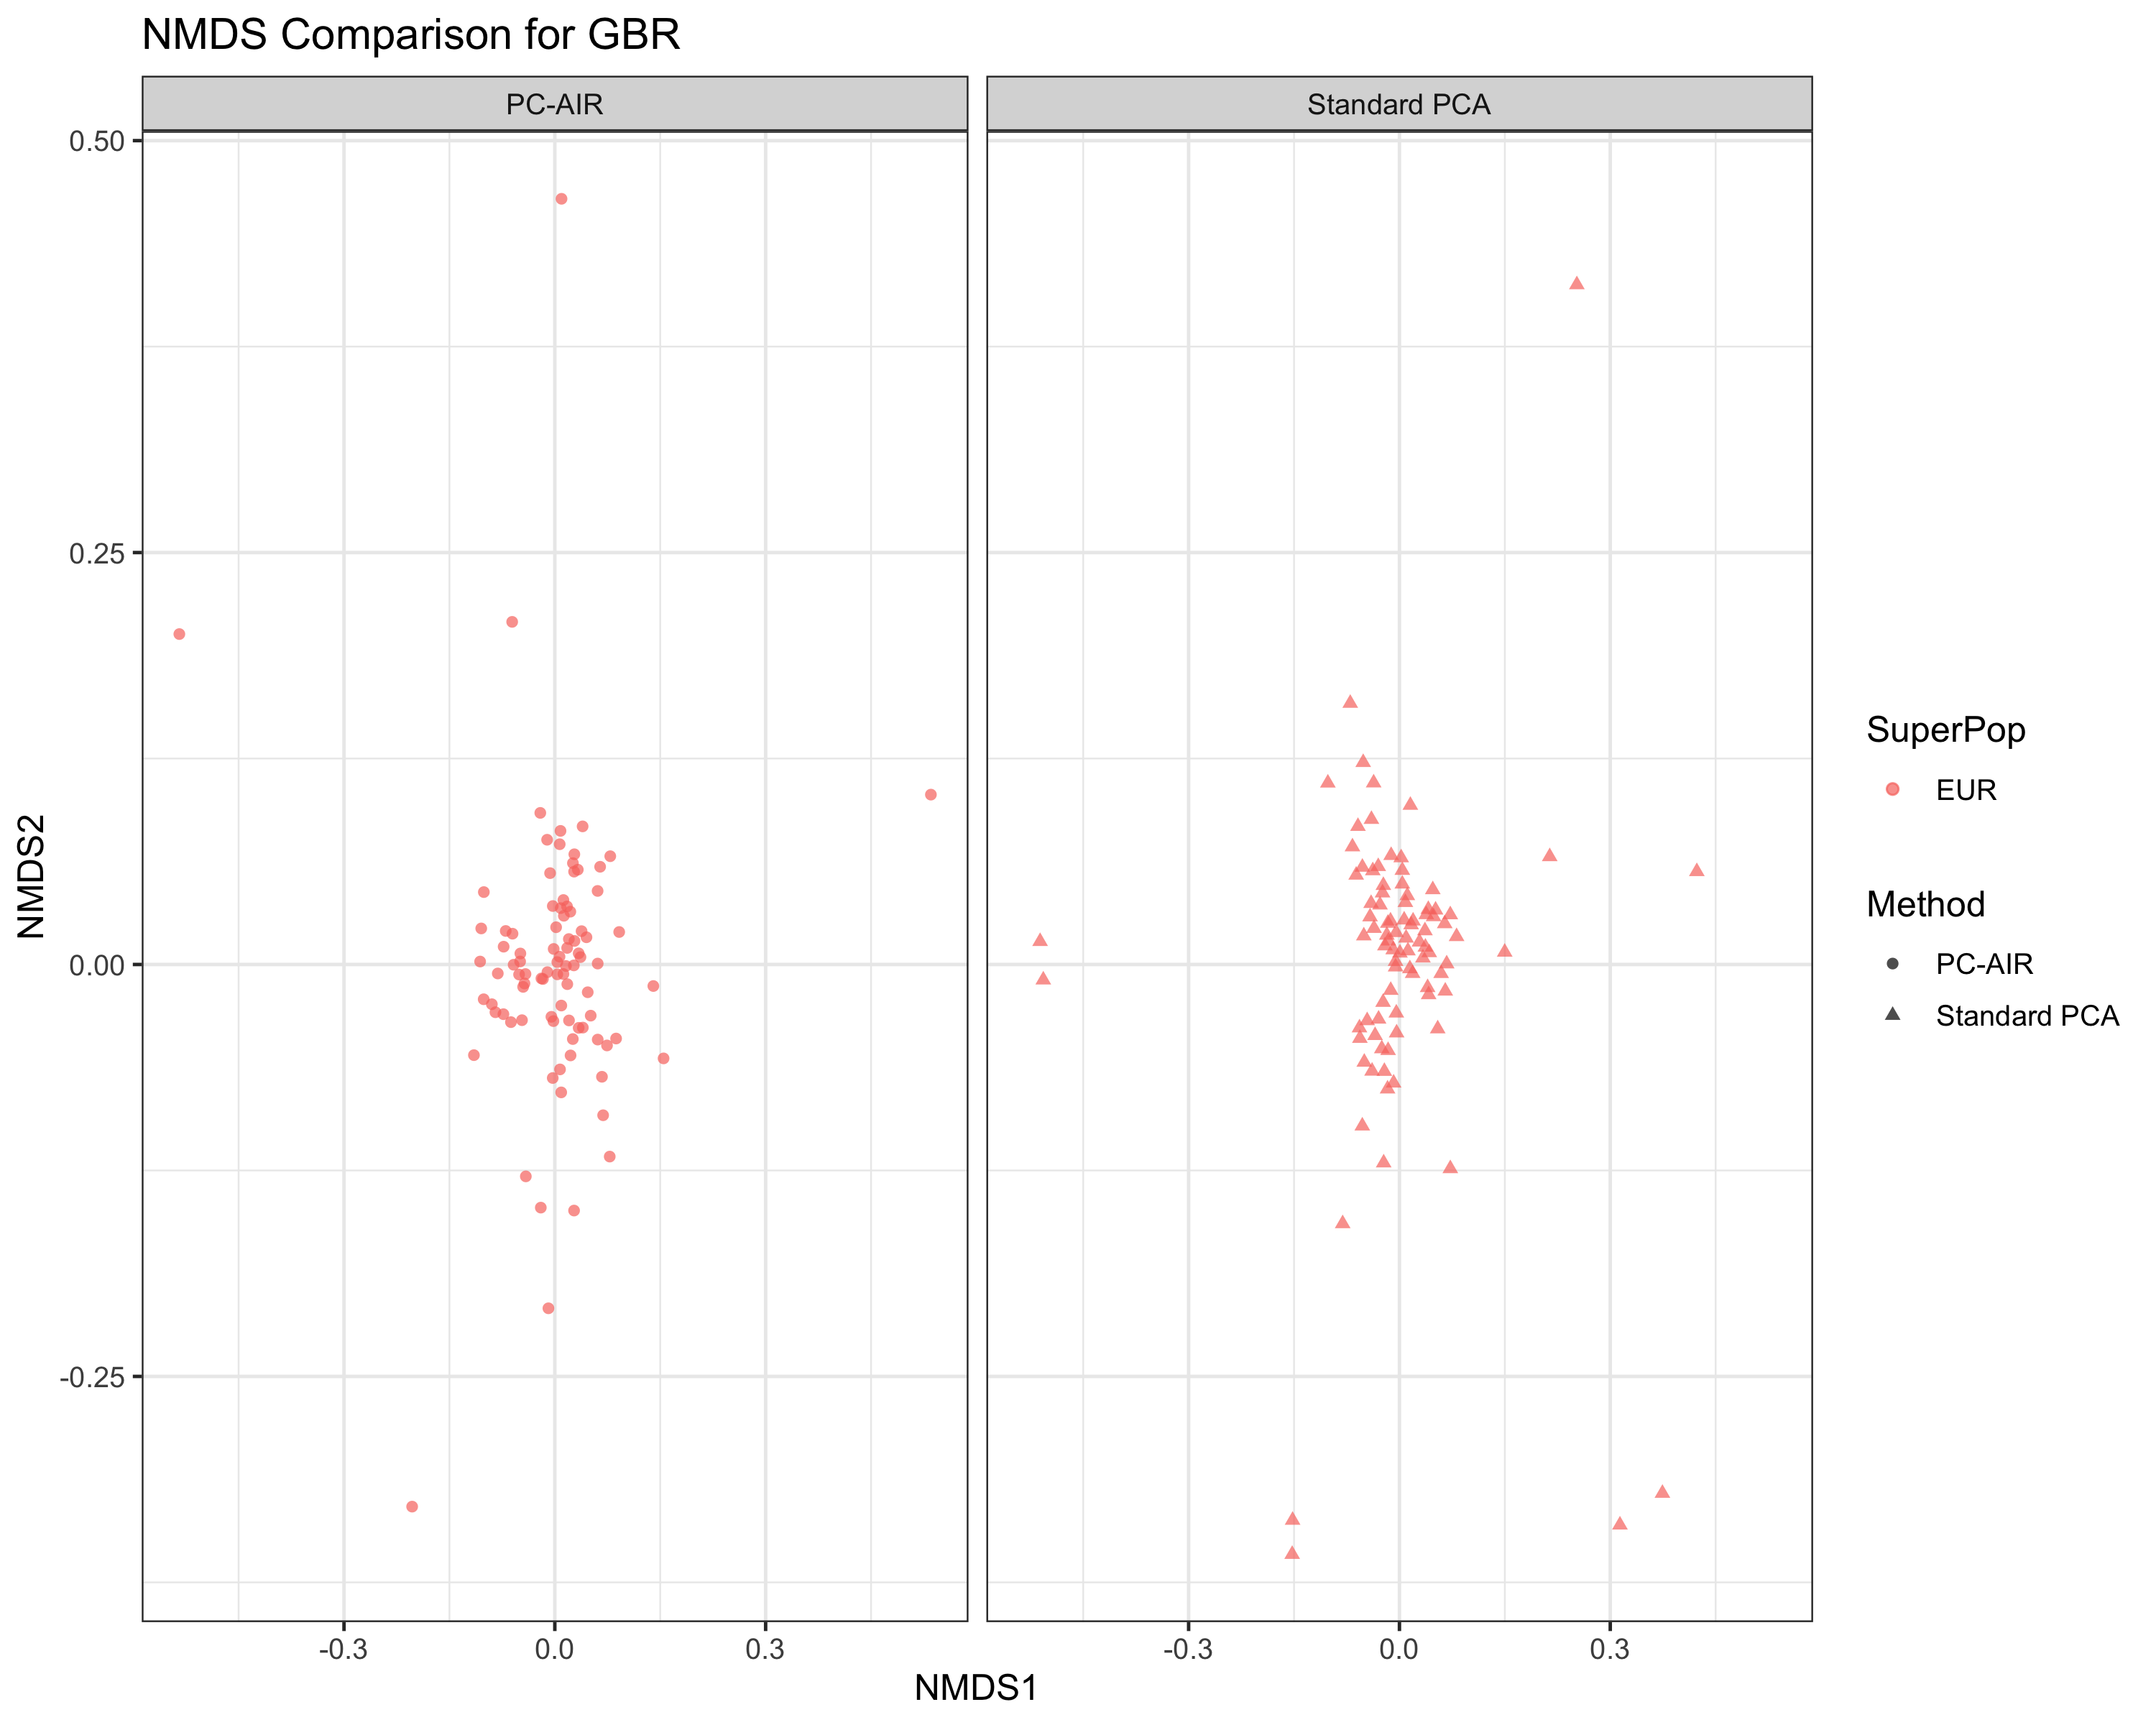 NMDS Comparison for GBR
PC-AIR
Standard PCA
0.50
0.25
0.00
-0.25
NMDS2
-0.3
0.0
0.3
-0.3
0.0
0.3
NMDS1
SuperPop
EUR
Method
PC-AIR
Standard PCA